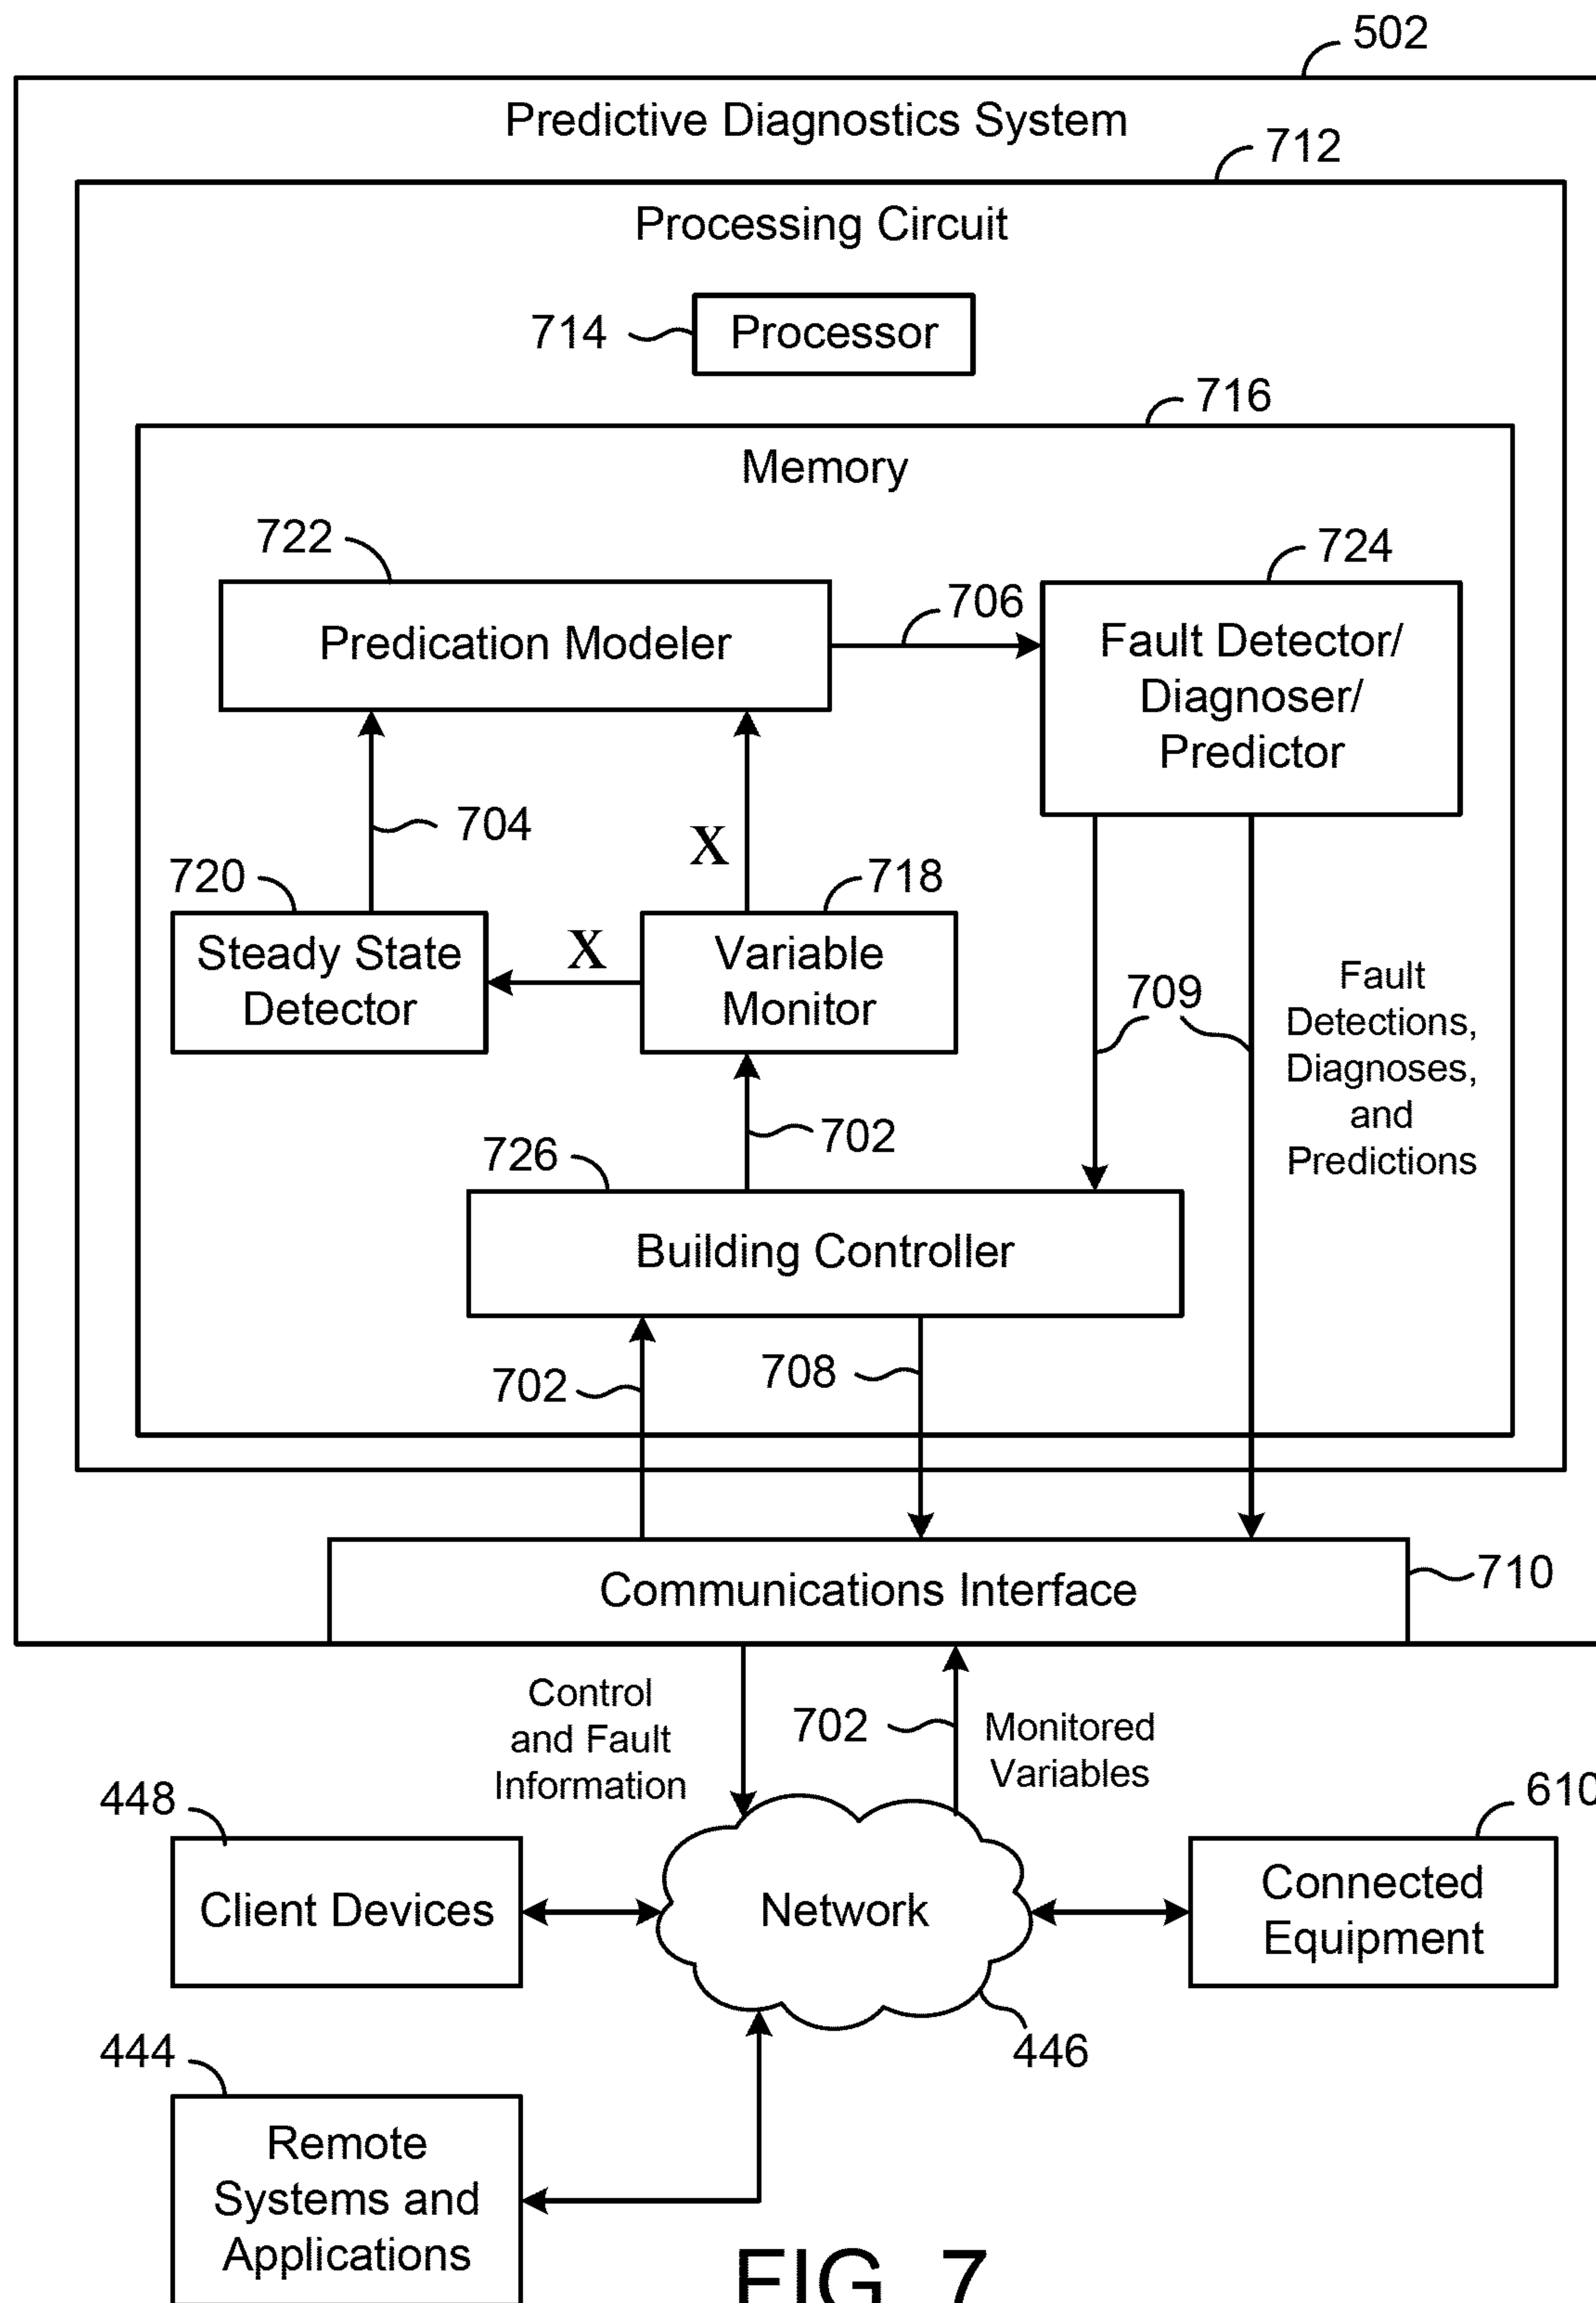 502
Predictive Diagnostics System
712
Processing Circuit
714
Processor
716
Memory
722
724
706
Predication Modeler
Fault Detector/
Diagnoser/
Predictor
704
X
720
718
Steady State
Detector
X
Variable
Monitor
709
Fault
Detections,
Diagnoses,
and
Predictions
702
726
Building Controller
702
708
Communications Interface
710
Control
and Fault
Information
702
Monitored
Variables
448
610
Client Devices
Network
Connected
Equipment
446
444
Remote
Systems and
Applications
FIG. 7